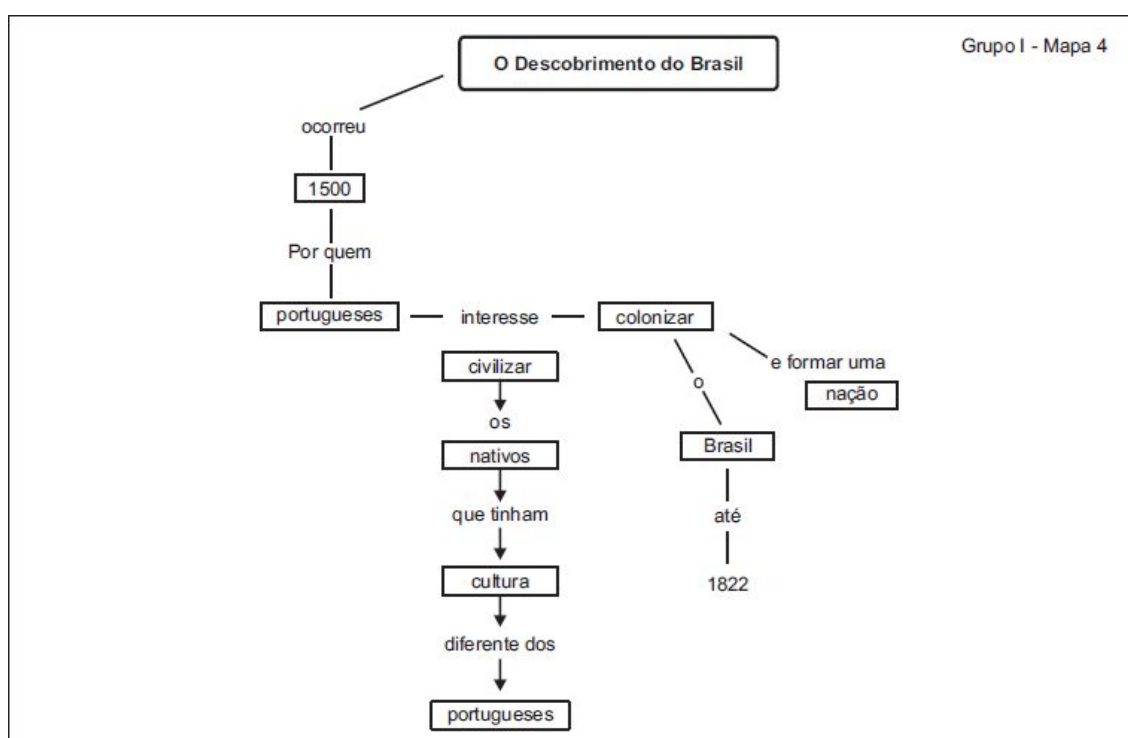 Grupo I - Mapa 4
O Descobrimento do Brasil
ocorreu
1500
Por quem
portugueses
interesse
colonizar
civilizar
os
nativos
que tinham
cultura
diferente dos
portugueses
e formar uma
nação
o
Brasil
até
1822